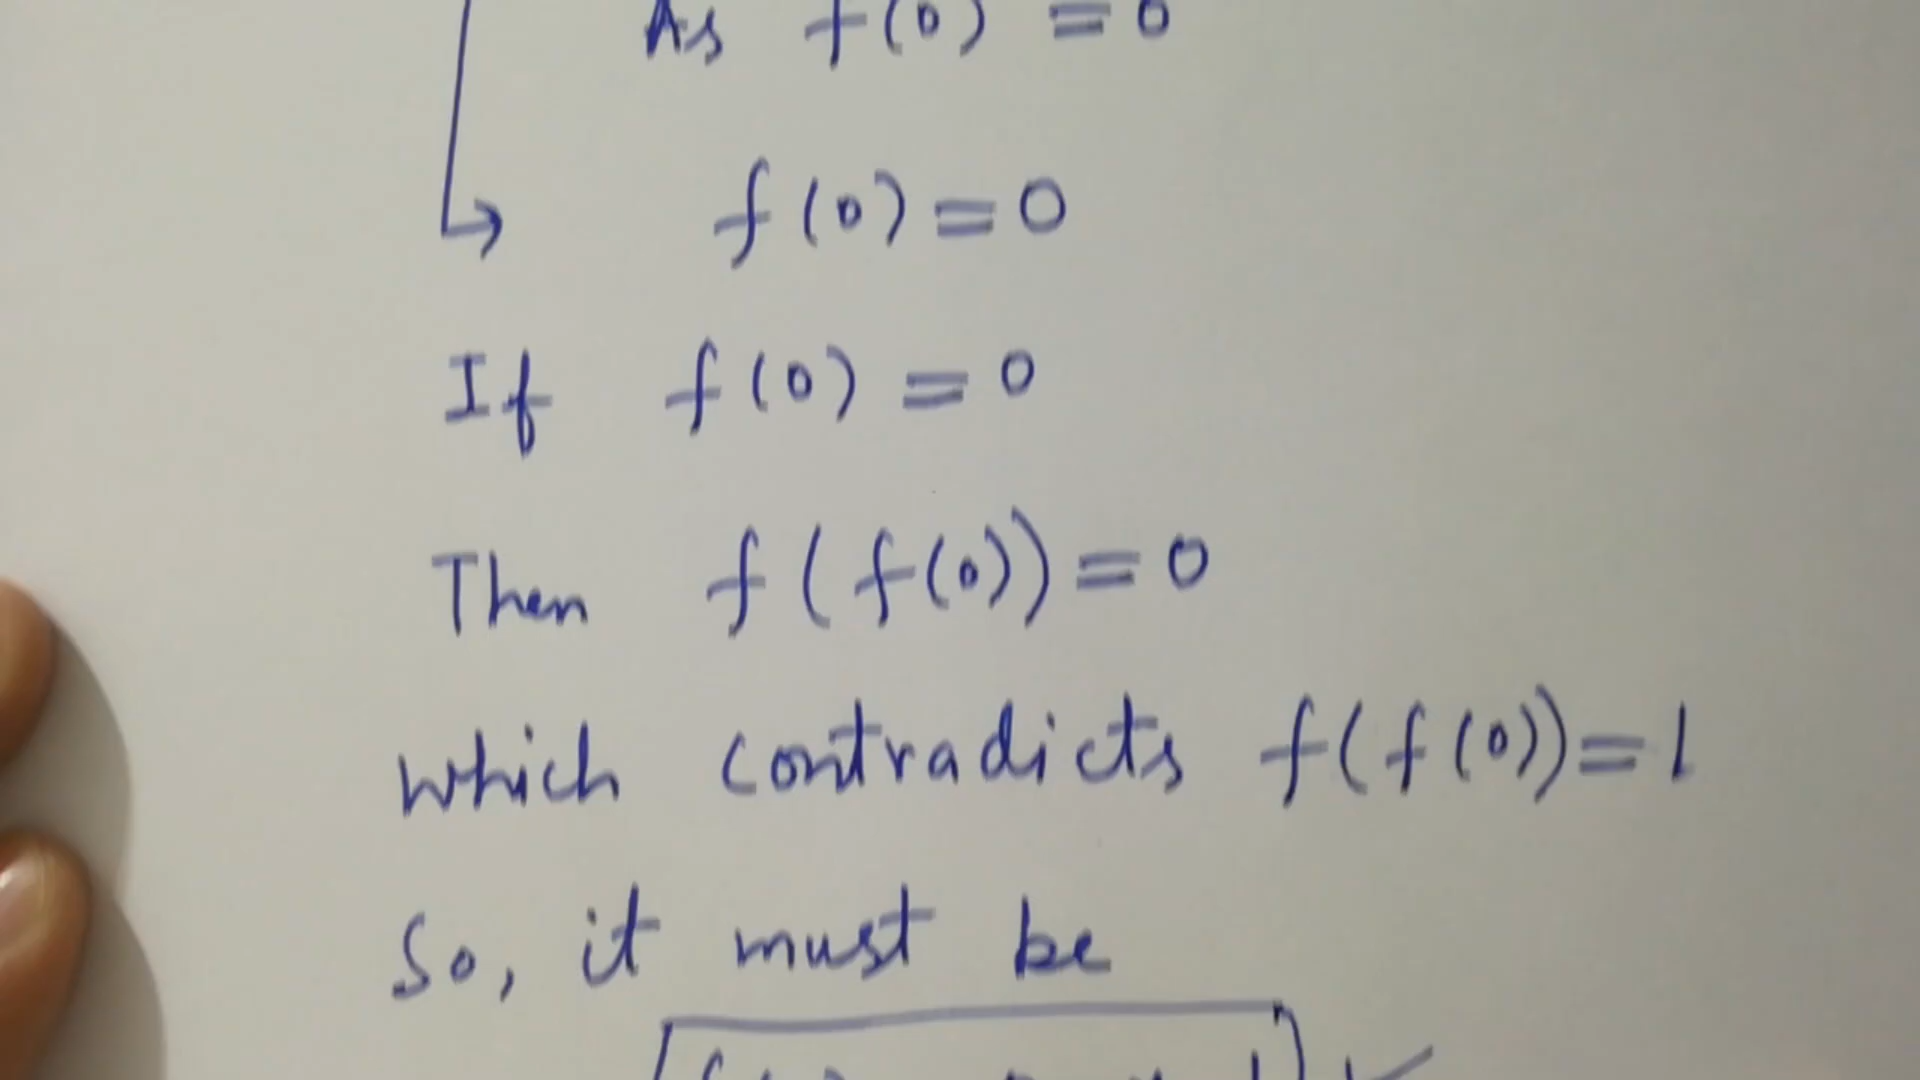 As f(0) = 0
f(0) = 0
If f(0) = 0
Then f(f(0)) = 0
which contradicts f(f(0)) = 1
So, it must be